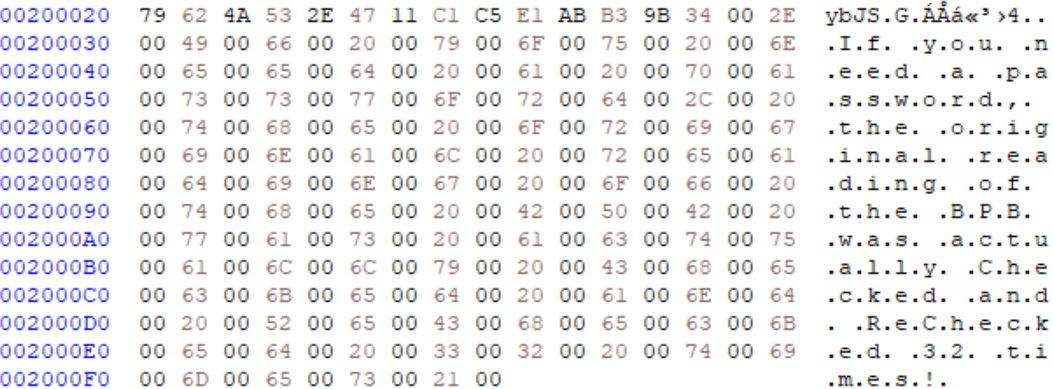 00200020 79 62 4A 53 2E 47 11 C1 C5 E1 AB B3 9B 34 00 2E ybJS.G.ÁÅá«³›4..
00200030 00 49 00 66 00 20 00 79 00 6F 00 75 00 20 00 6E .I.f. .y.o.u. .n
00200040 00 65 00 65 00 64 00 20 00 61 00 20 00 70 00 61 .e.e.d. .a. .p.a
00200050 00 73 00 73 00 77 00 6F 00 72 00 64 00 2C 00 20 .s.s.w.o.r.d.,.
00200060 00 74 00 68 00 65 00 20 00 6F 00 72 00 69 00 67 .t.h.e. .o.r.i.g
00200070 00 69 00 6E 00 61 00 6C 00 20 00 72 00 65 00 61 .i.n.a.l. .r.e.a
00200080 00 64 00 69 00 6E 00 67 00 20 00 6F 00 66 00 20 .d.i.n.g. .o.f.
00200090 00 74 00 68 00 65 00 20 00 42 00 50 00 42 00 20 .t.h.e. .B.P.B.
002000A0 00 77 00 61 00 73 00 20 00 61 00 63 00 74 00 75 .w.a.s. .a.c.t.u
002000B0 00 61 00 6C 00 6C 00 79 00 20 00 43 00 68 00 65 .a.l.l.y. .C.h.e
002000C0 00 63 00 6B 00 65 00 64 00 20 00 61 00 6E 00 64 .c.k.e.d. .a.n.d
002000D0 00 20 00 52 00 65 00 43 00 68 00 65 00 63 00 6B . .R.e.C.h.e.c.k
002000E0 00 65 00 64 00 20 00 33 00 32 00 20 00 74 00 69 .e.d. .3.2. .t.i
002000F0 00 6D 00 65 00 73 00 21 00 .m.e.s.!.